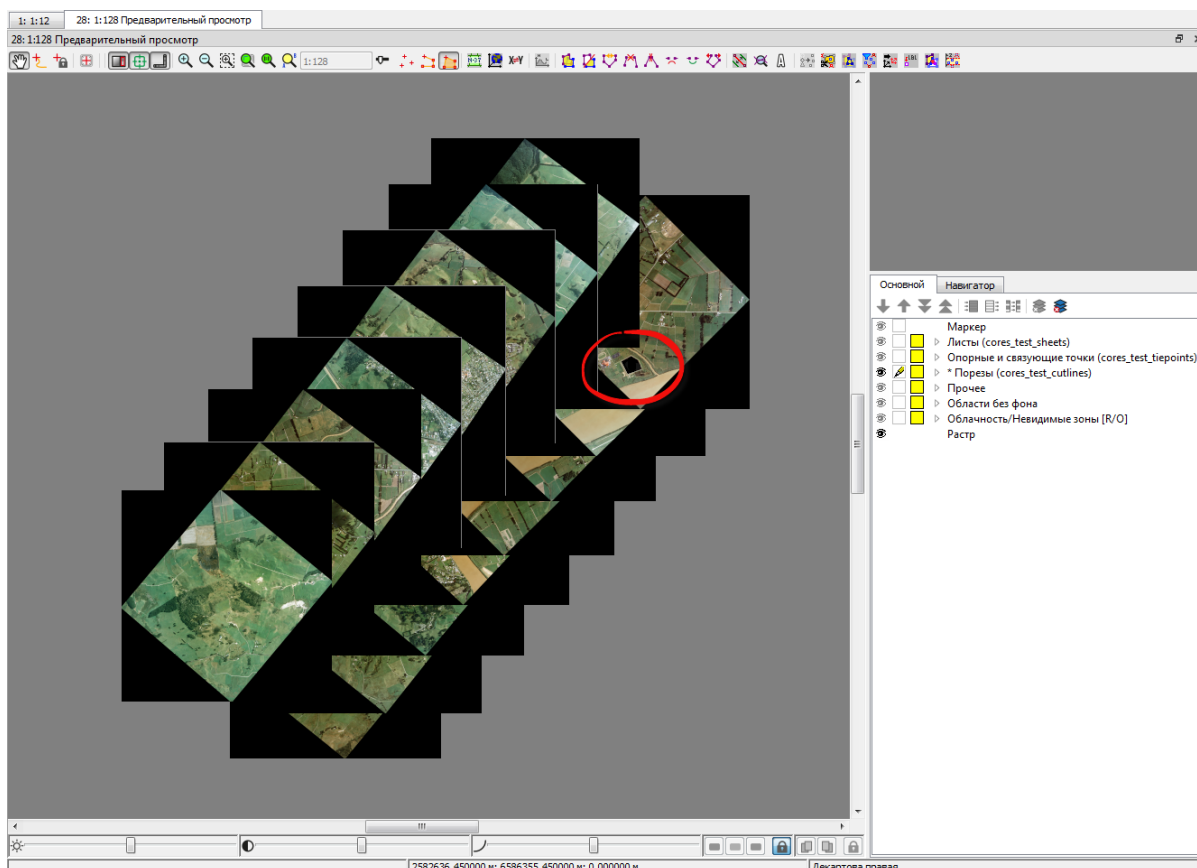 1: 1:12
28: 1:128 Предварительный просмотр
28: 1:128 Предварительный просмотр
1:128
Основной
Навигатор
Маркер
Листы (cores_test_sheets)
Опорные и связующие точки (cores_test_tiepoints)
* Порезы (cores_test_cutlines)
Прочее
Области без фона
Облачность/Невидимые зоны [R/O]
Растр
2582636.450000 м; 6586355.450000 м; 0.000000 м
Декартова правая